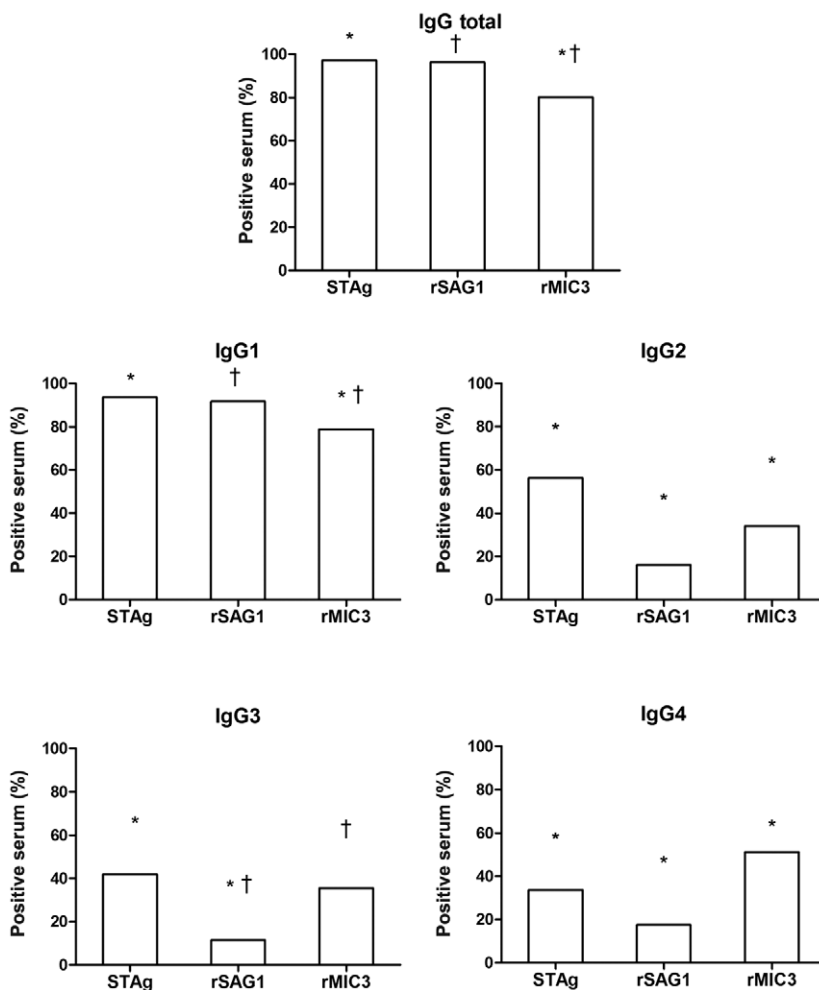 IgG total
* † *†
Positive serum (%)
100
80
60
40
20
0
STAg rSAG1 rMIC3
IgG1
* † * †
Positive serum (%)
100
80
60
40
20
0
STAg rSAG1 rMIC3
IgG2
* * *
Positive serum (%)
100
80
60
40
20
0
STAg rSAG1 rMIC3
IgG3
* * † †
Positive serum (%)
100
80
60
40
20
0
STAg rSAG1 rMIC3
IgG4
* * *
Positive serum (%)
100
80
60
40
20
0
STAg rSAG1 rMIC3